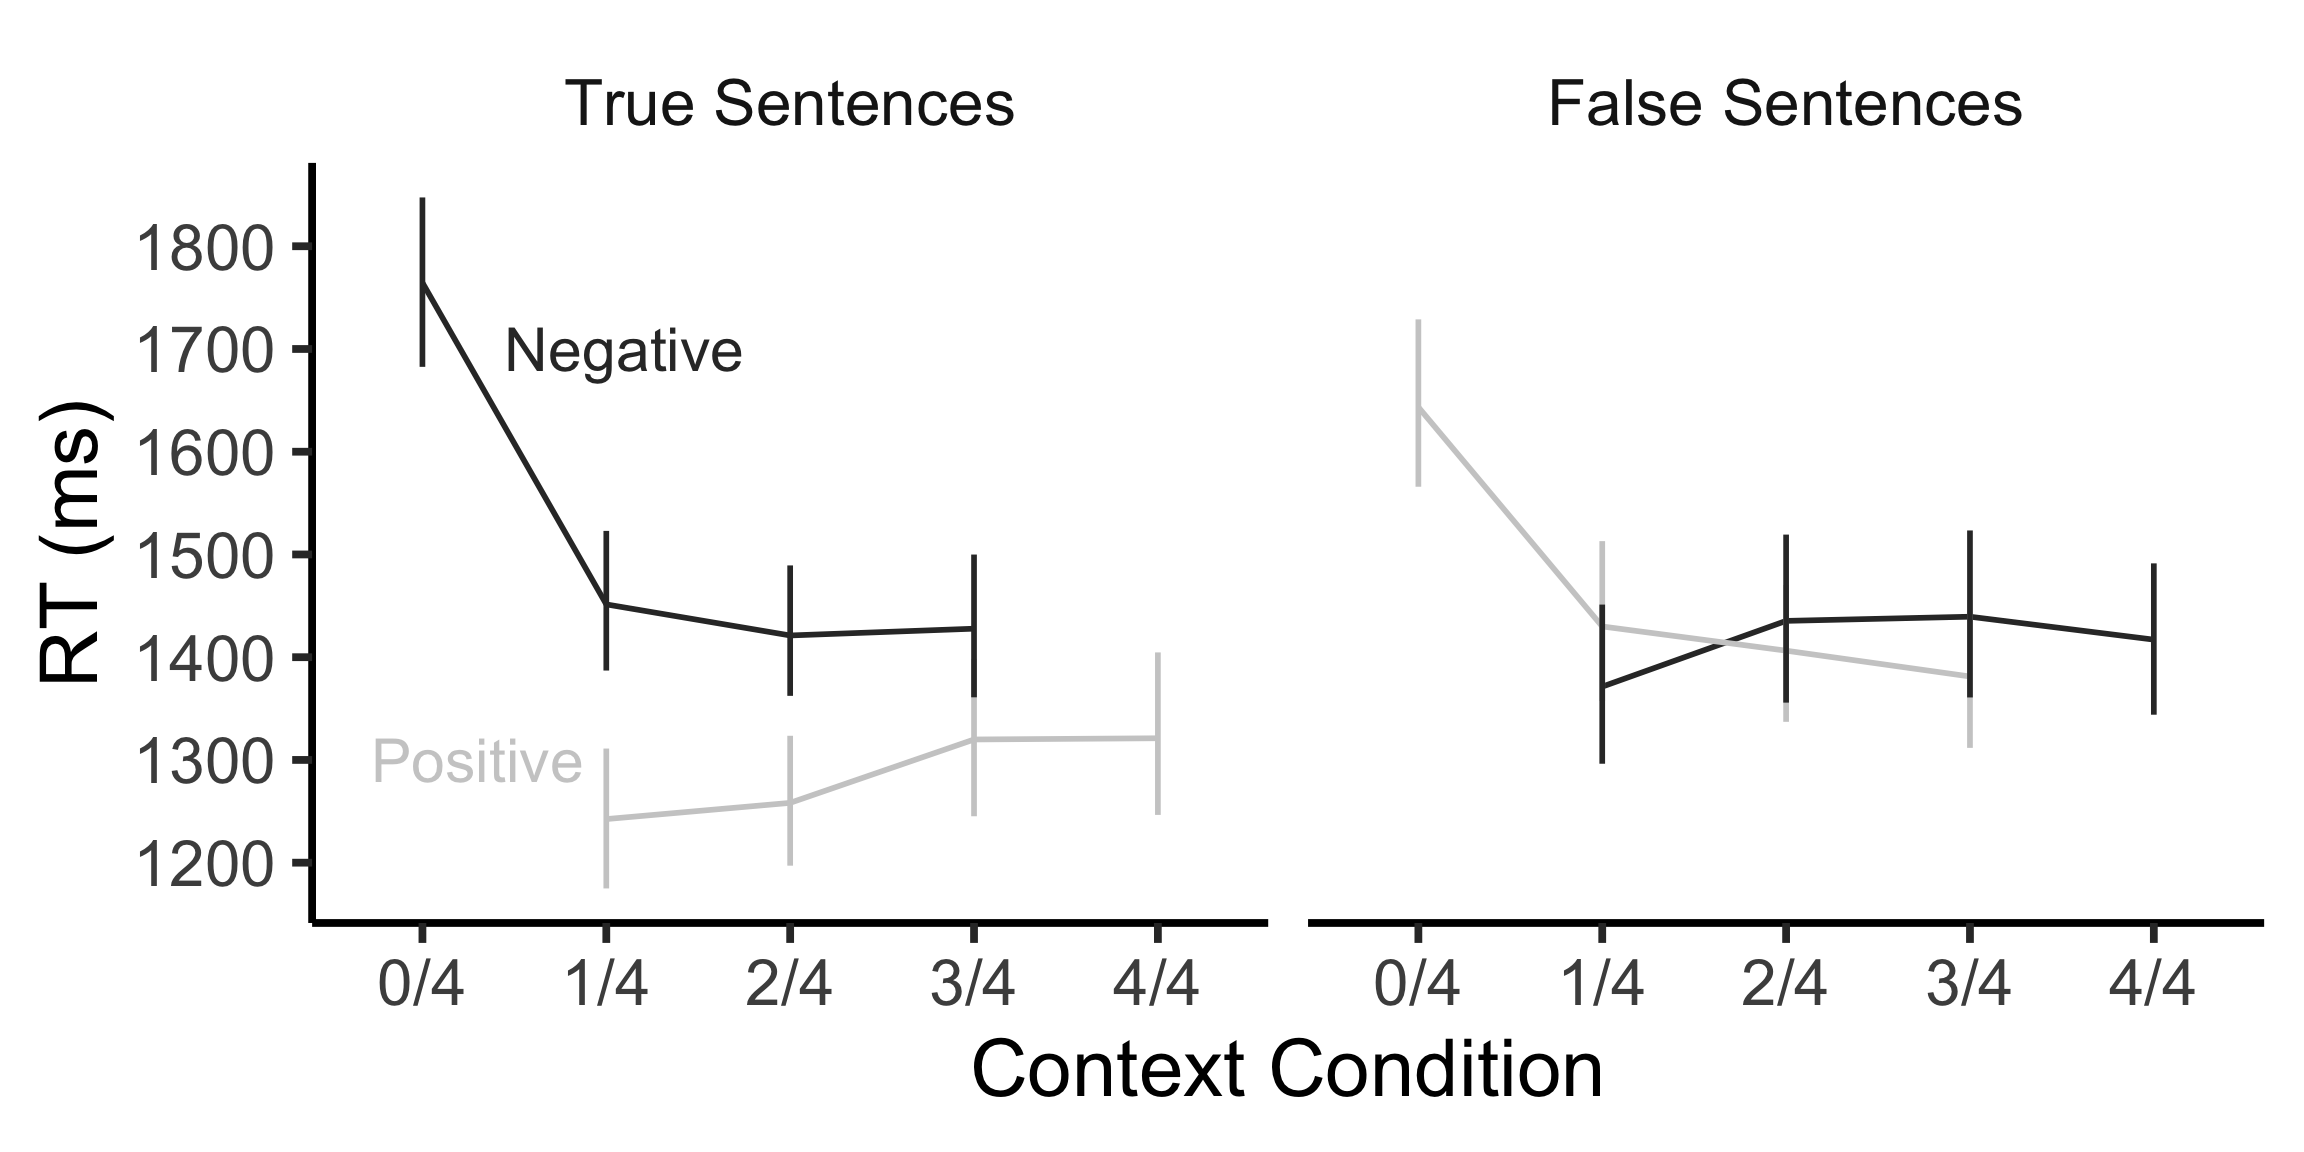 True Sentences
False Sentences
RT (ms)
1800
1700
1600
1500
1400
1300
1200
Negative
Positive
0/4 1/4 2/4 3/4 4/4
0/4 1/4 2/4 3/4 4/4
Context Condition